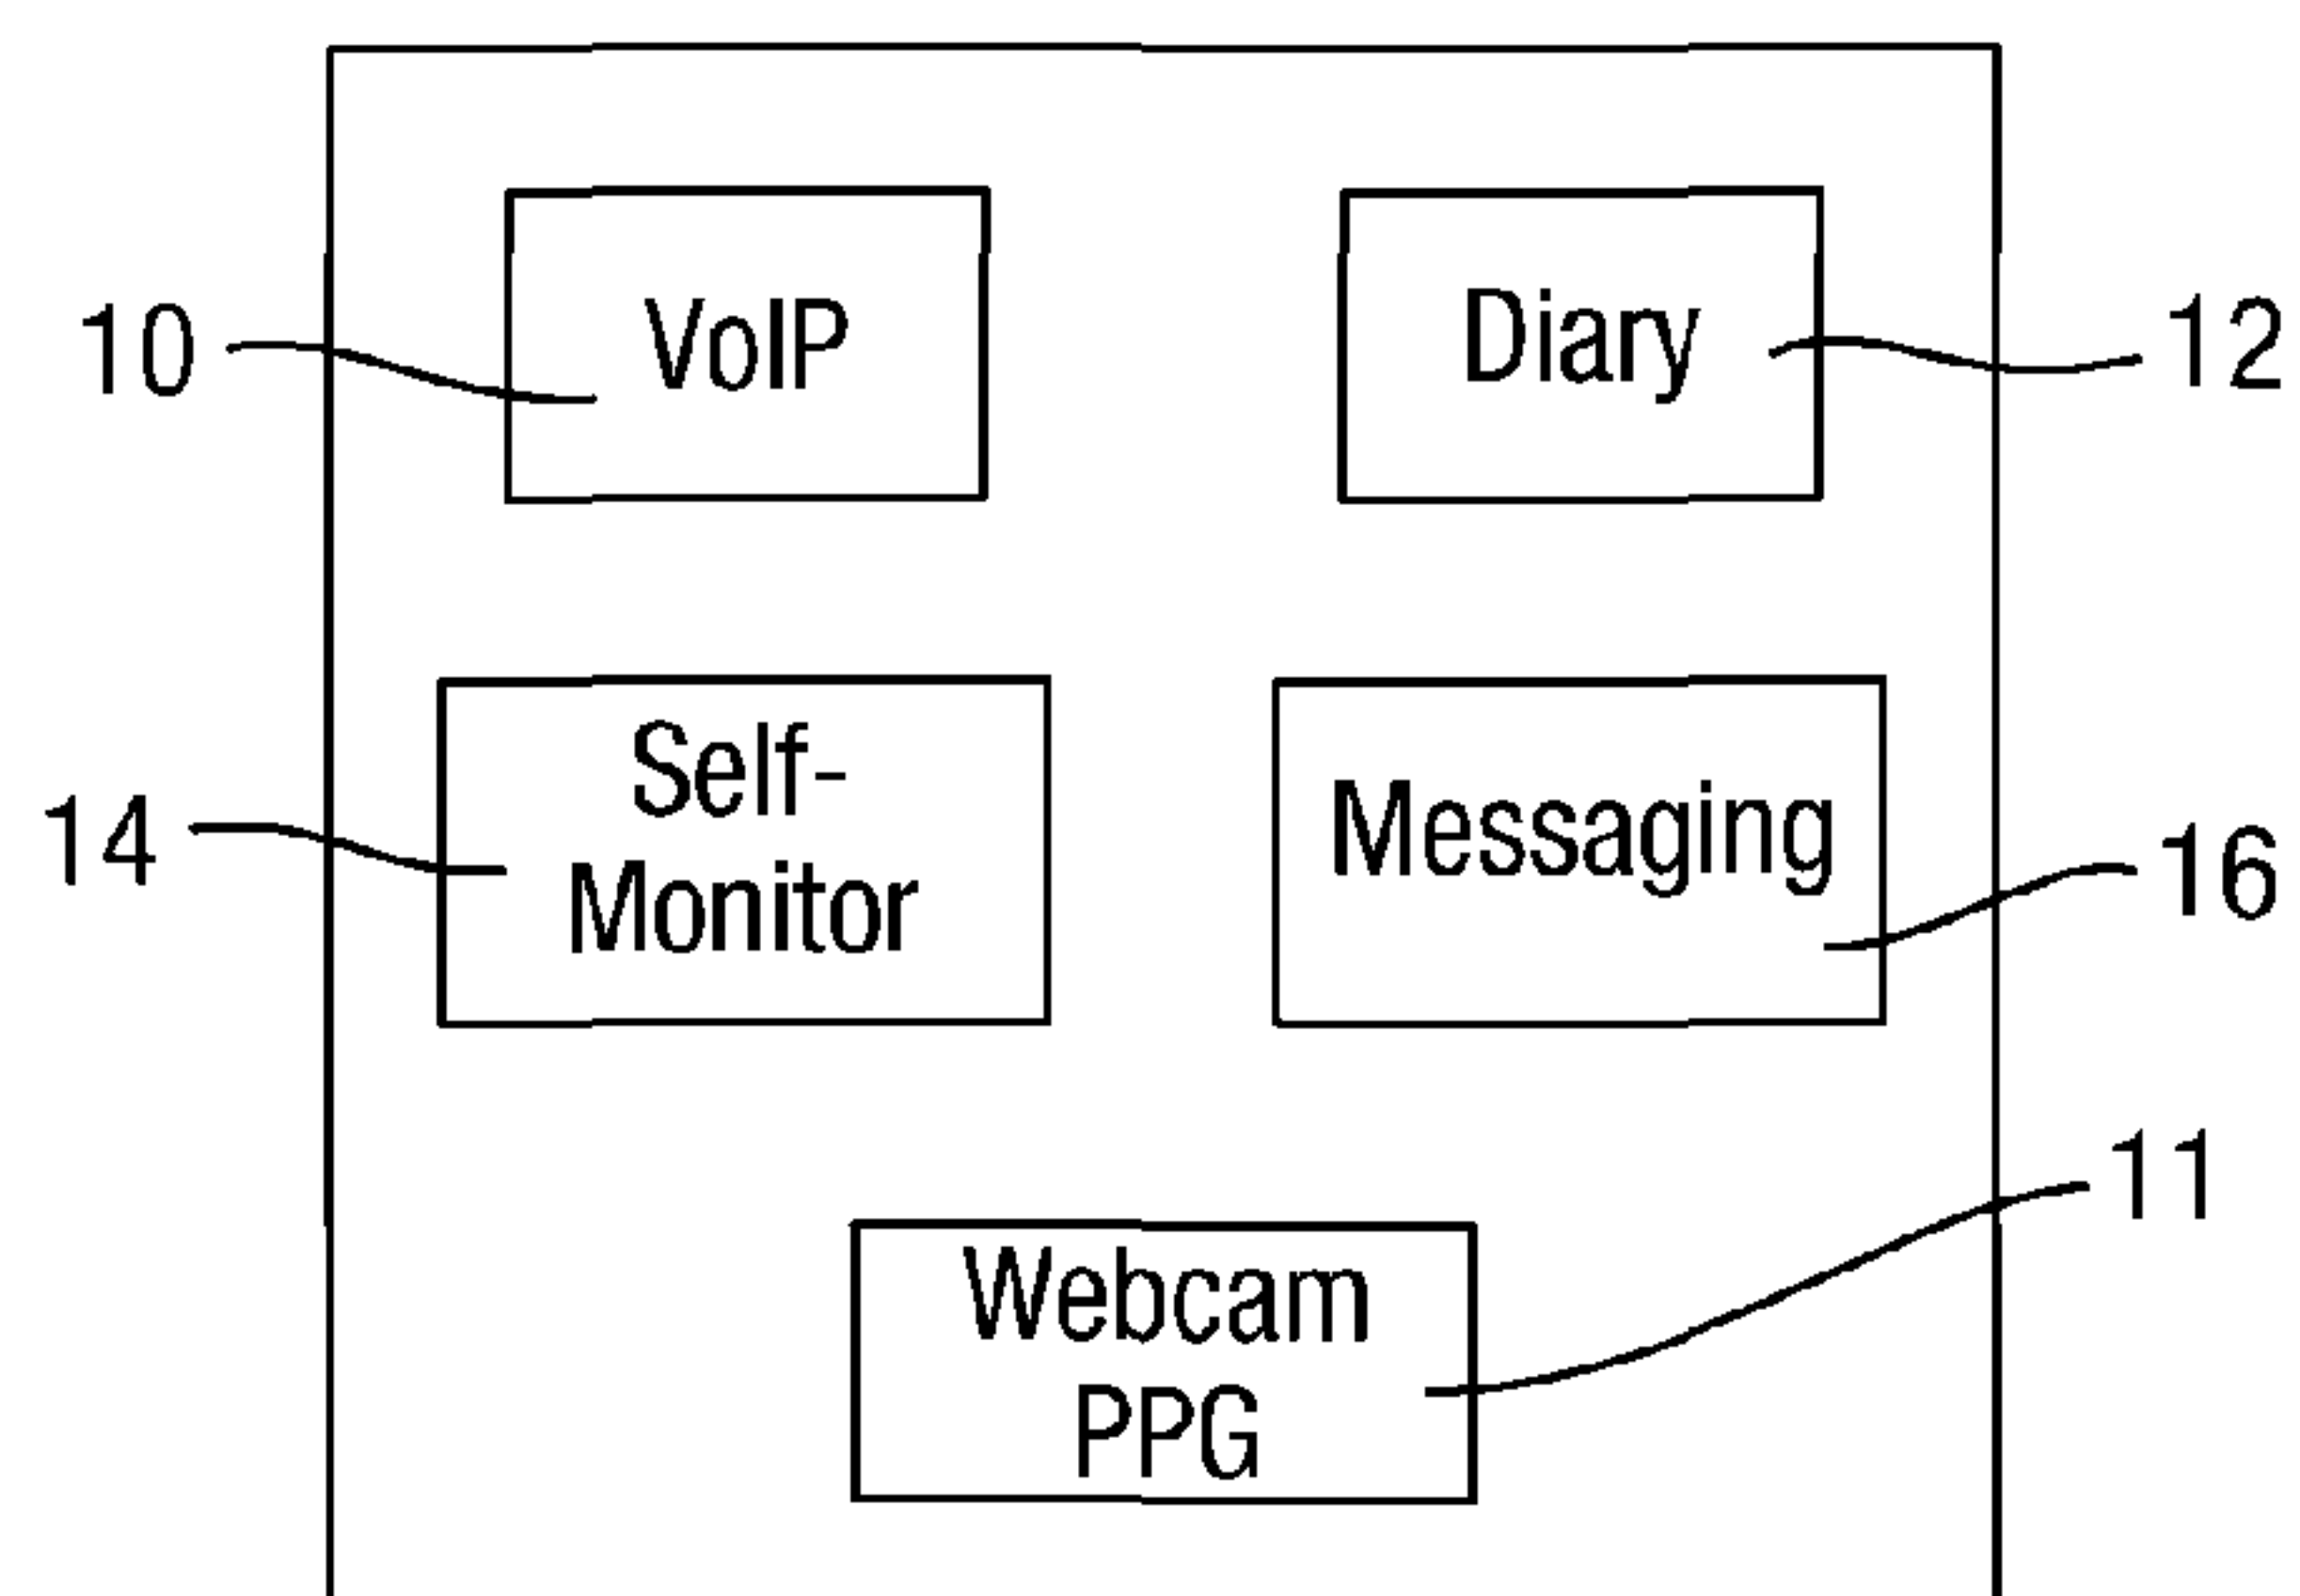 10 VoIP Diary 12
Self-
14 Monitor Messaging 16
11
Webcam
PPG